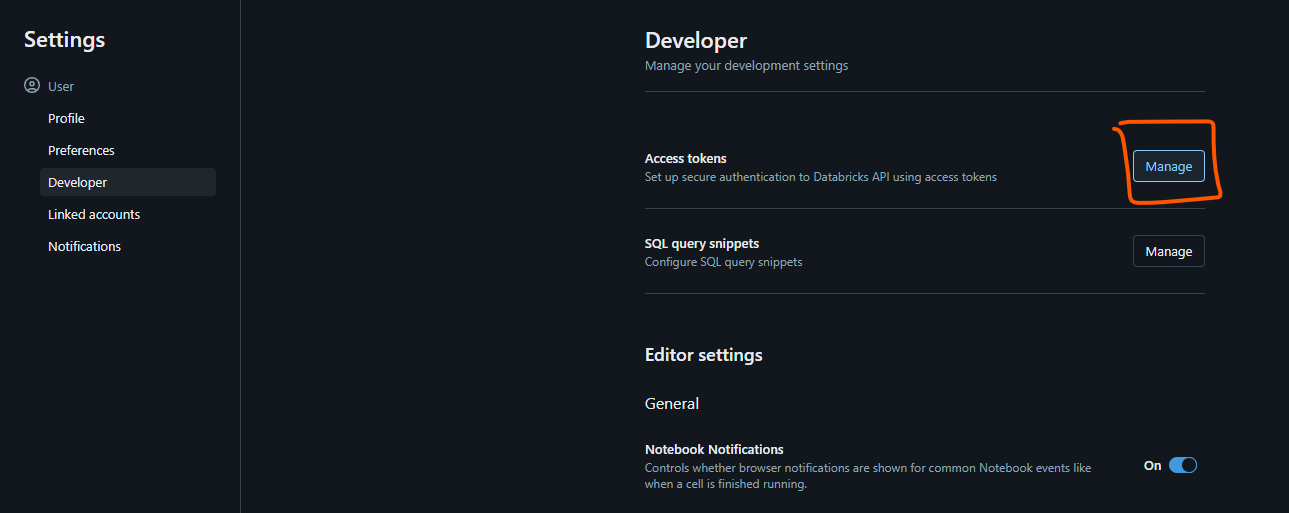 Settings
User
Profile
Preferences
Developer
Linked accounts
Notifications
Developer
Manage your development settings
Access tokens
Set up secure authentication to Databricks API using access tokens
Manage
SQL query snippets
Configure SQL query snippets
Manage
Editor settings
General
Notebook Notifications
Controls whether browser notifications are shown for common Notebook events like
when a cell is finished running.
On